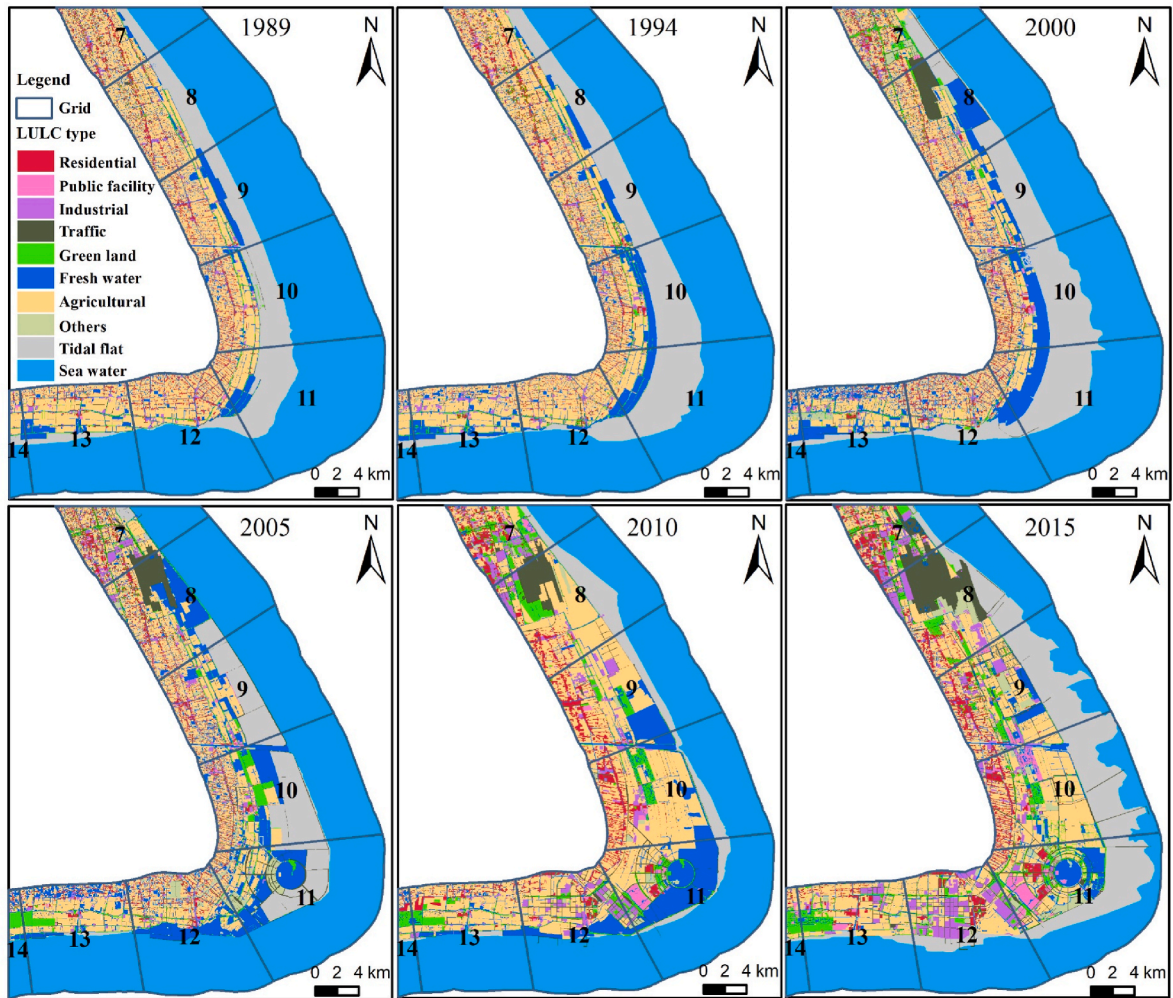 1989
N
7
8
9
10
11
12
13
14
Legend
Grid
LULC type
Residential
Public facility
Industrial
Traffic
Green land
Fresh water
Agricultural
Others
Tidal flat
Sea water
0 2 4 km
1994
N
7
8
9
10
11
12
13
14
0 2 4 km
2000
N
7
8
9
10
11
12
13
14
0 2 4 km
2005
N
7
8
9
10
11
12
13
14
0 2 4 km
2010
N
7
8
9
10
11
12
13
14
0 2 4 km
2015
N
7
8
9
10
11
12
13
14
0 2 4 km